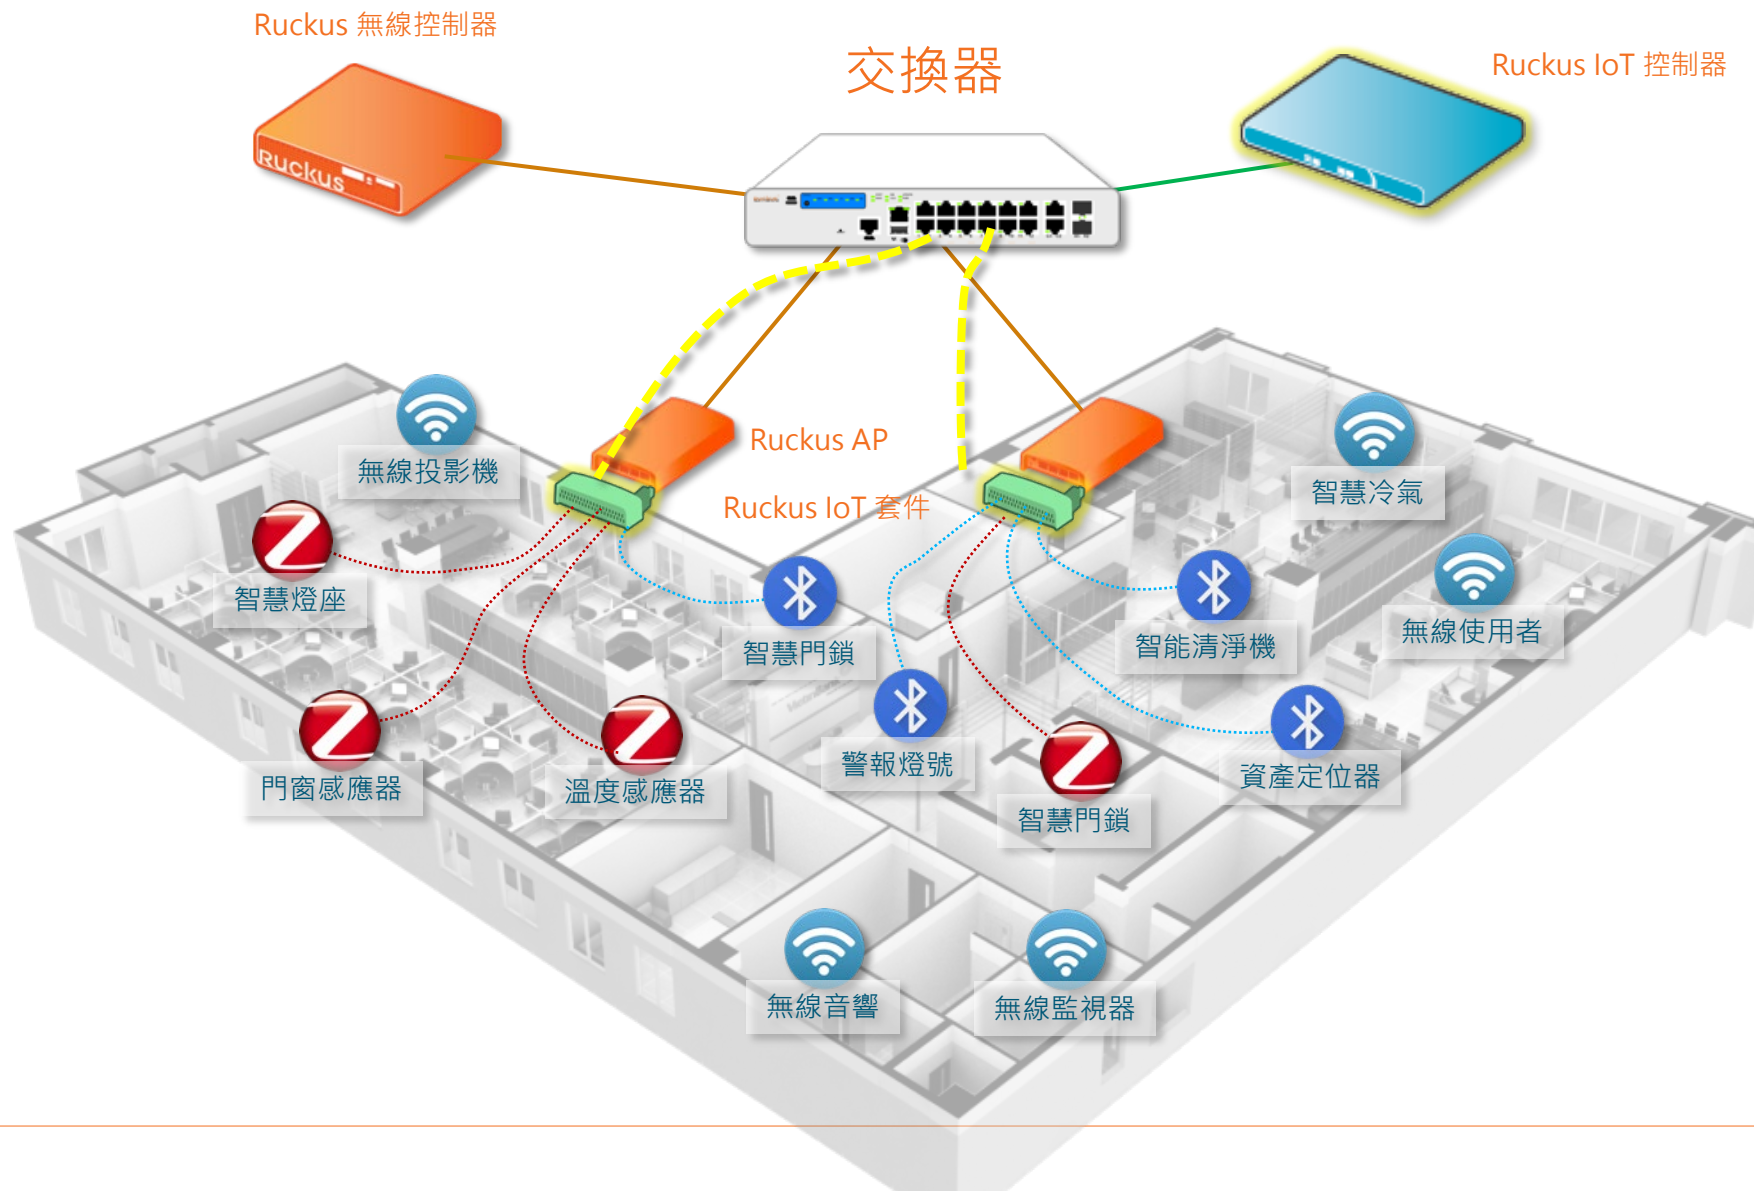 Ruckus 無線控制器
交換器
Ruckus IoT 控制器
Ruckus
無線投影機
Ruckus AP
智慧冷氣
Ruckus IoT 套件
智慧燈座
智慧門鎖
智能清淨機
無線使用者
門窗感應器
溫度感應器
警報燈號
智慧門鎖
資產定位器
無線音響
無線監視器